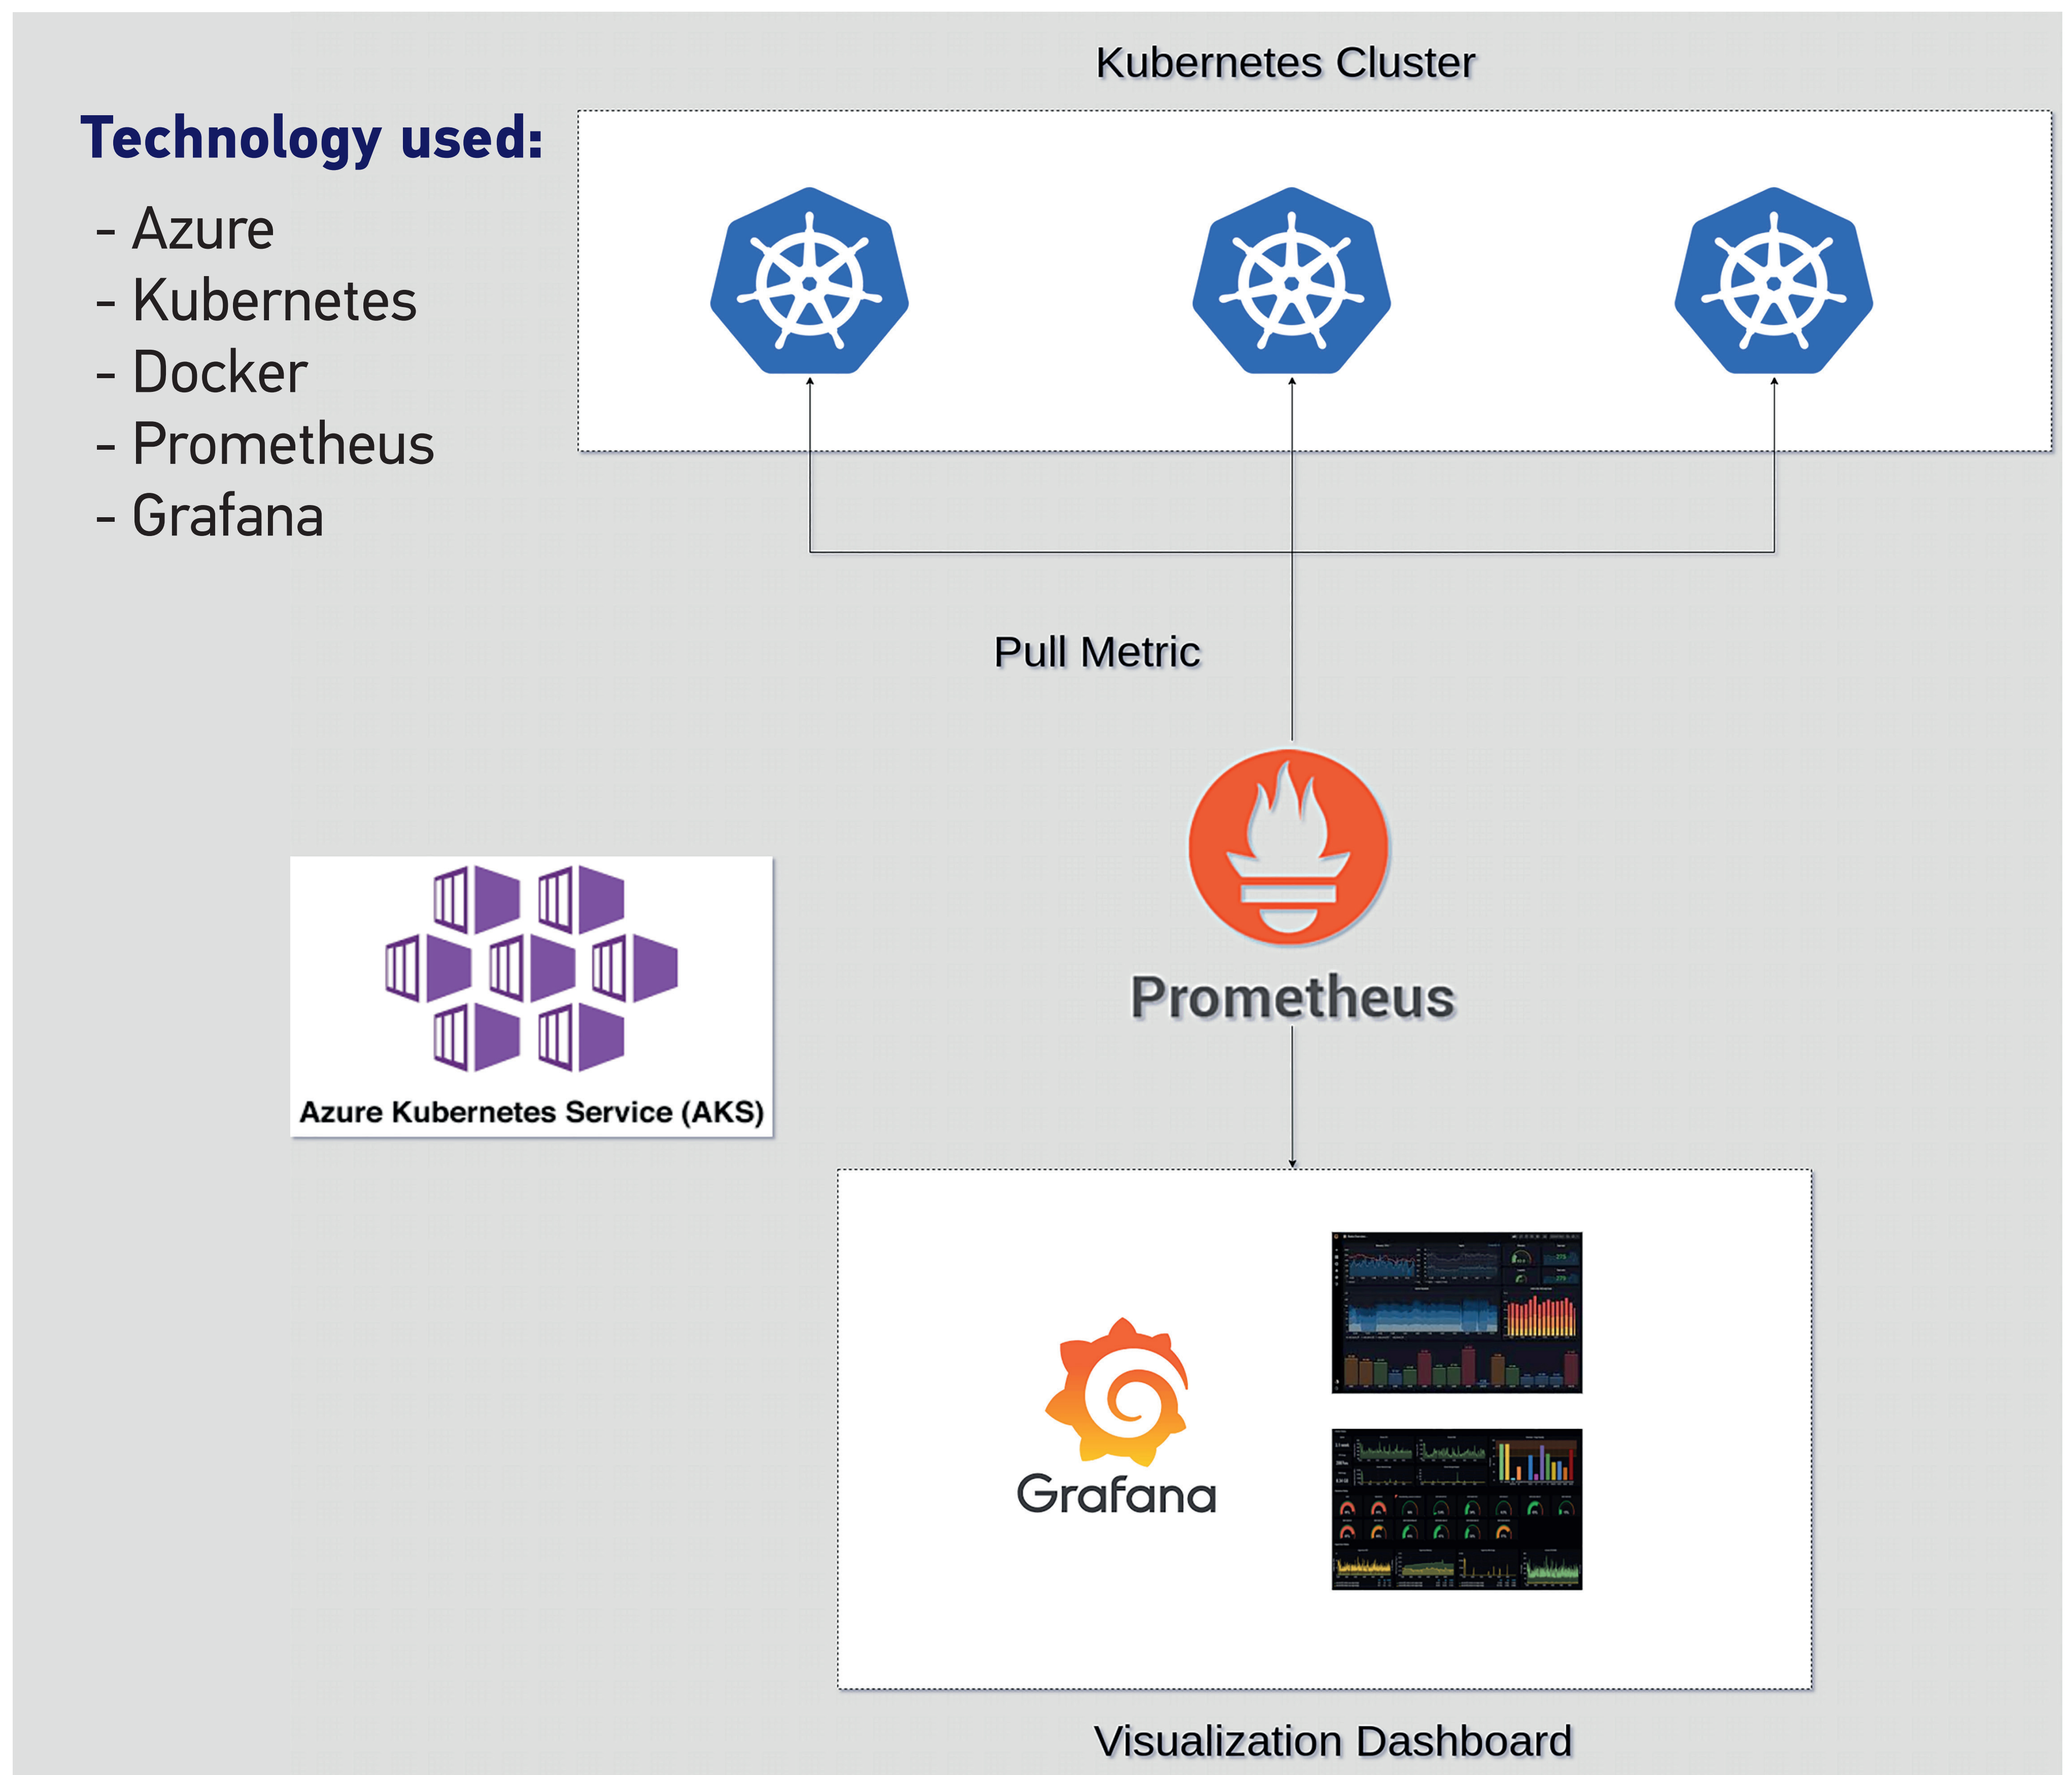 Kubernetes Cluster
Technology used:
- Azure
- Kubernetes
- Docker
- Prometheus
- Grafana
Pull Metric
Prometheus
Azure Kubernetes Service (AKS)
Grafana
Visualization Dashboard